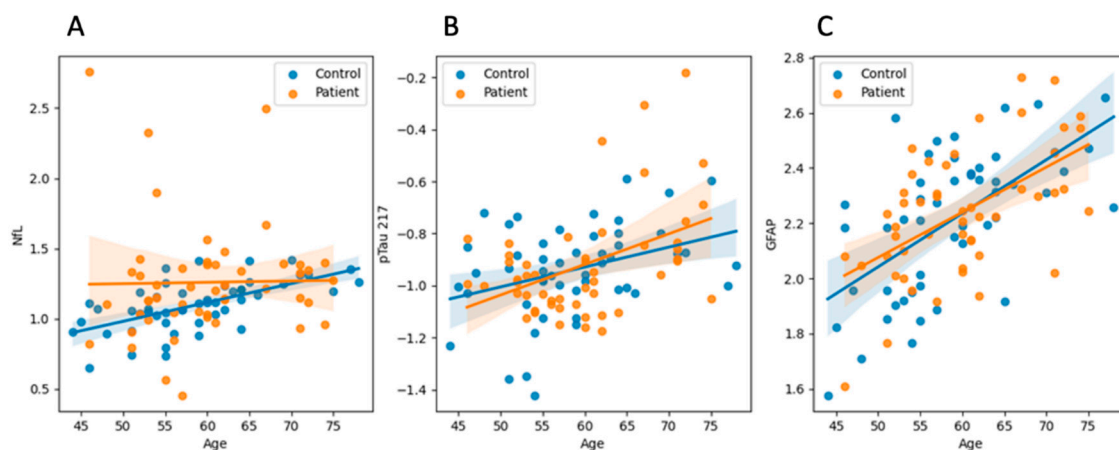 A
B
C
Control
Patient
2.5
2.0
1.5
1.0
0.5
NfL
45 50 55 60 65 70 75
Age
Control
Patient
−0.2
−0.4
−0.6
−0.8
−1.0
−1.2
−1.4
pTau 217
45 50 55 60 65 70 75
Age
Control
Patient
2.8
2.6
2.4
2.2
2.0
1.8
1.6
GFAP
45 50 55 60 65 70 75
Age